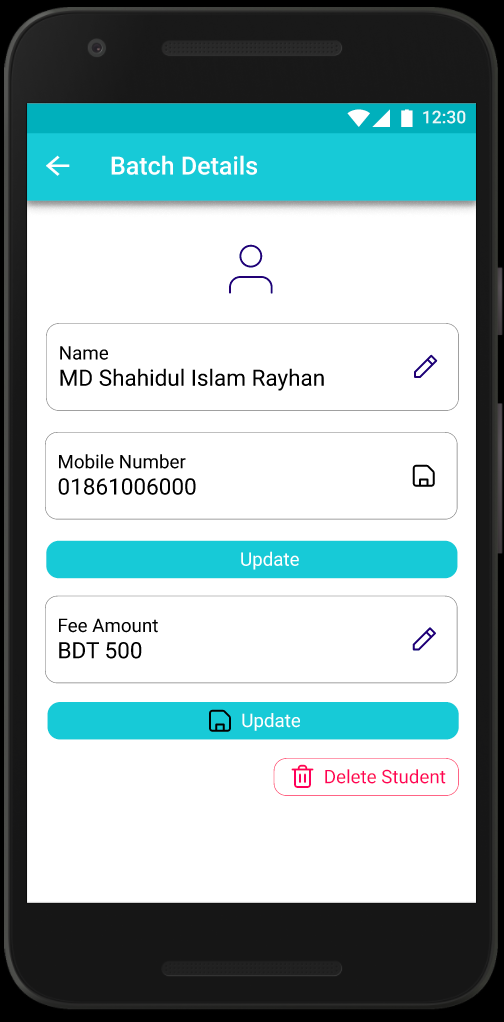 12:30
Batch Details
Name
MD Shahidul Islam Rayhan
Mobile Number
01861006000
Update
Fee Amount
BDT 500
Update
Delete Student